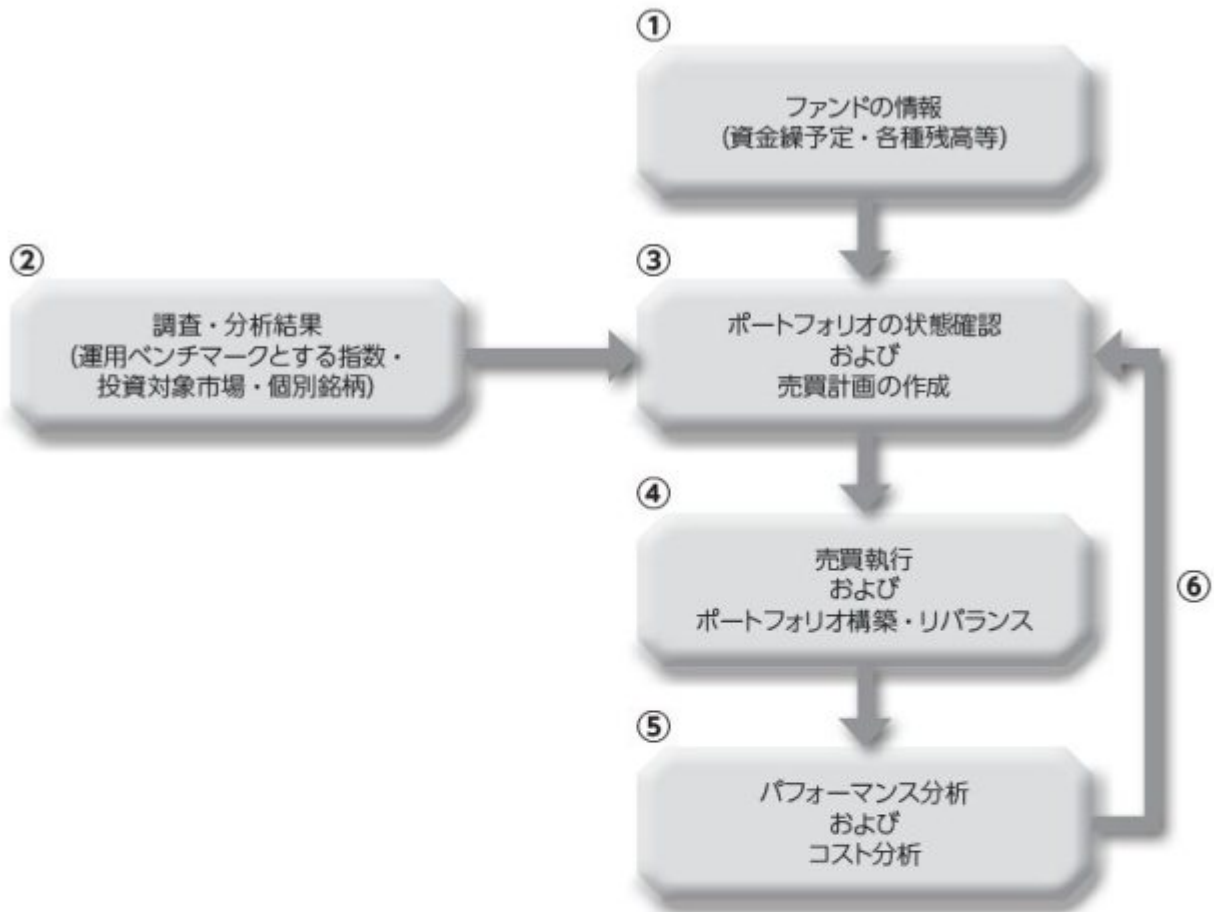 ①
ファンドの情報
(資金繰予定・各種残高等)
②
調査・分析結果
(運用ベンチマークとする指数・
投資対象市場・個別銘柄)
③
ポートフォリオの状態確認
および
売買計画の作成
④
売買執行
および
ポートフォリオ構築・リバランス
⑥
⑤
パフォーマンス分析
および
コスト分析